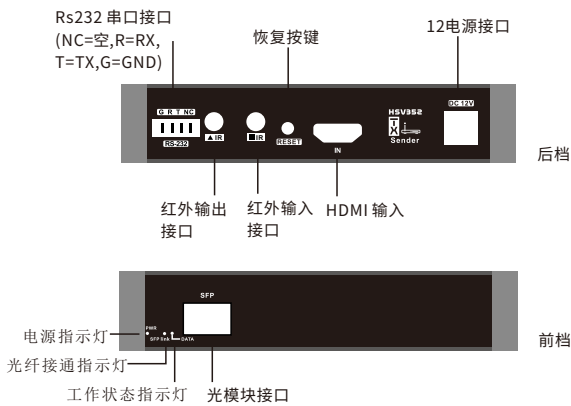 Rs232 串口接口
(NC=空,R=RX,
T=TX,G=GND)
恢复按键
12电源接口
G R T NC
RS-232
▲ IR
■ IR
RESET
IN
HSV352
TX
Sender
DC 12V
后档
红外输出
接口
红外输入
接口
HDMI 输入
SFP
PWR
SFP link
DATA
前档
电源指示灯
光纤接通指示灯
工作状态指示灯
光模块接口